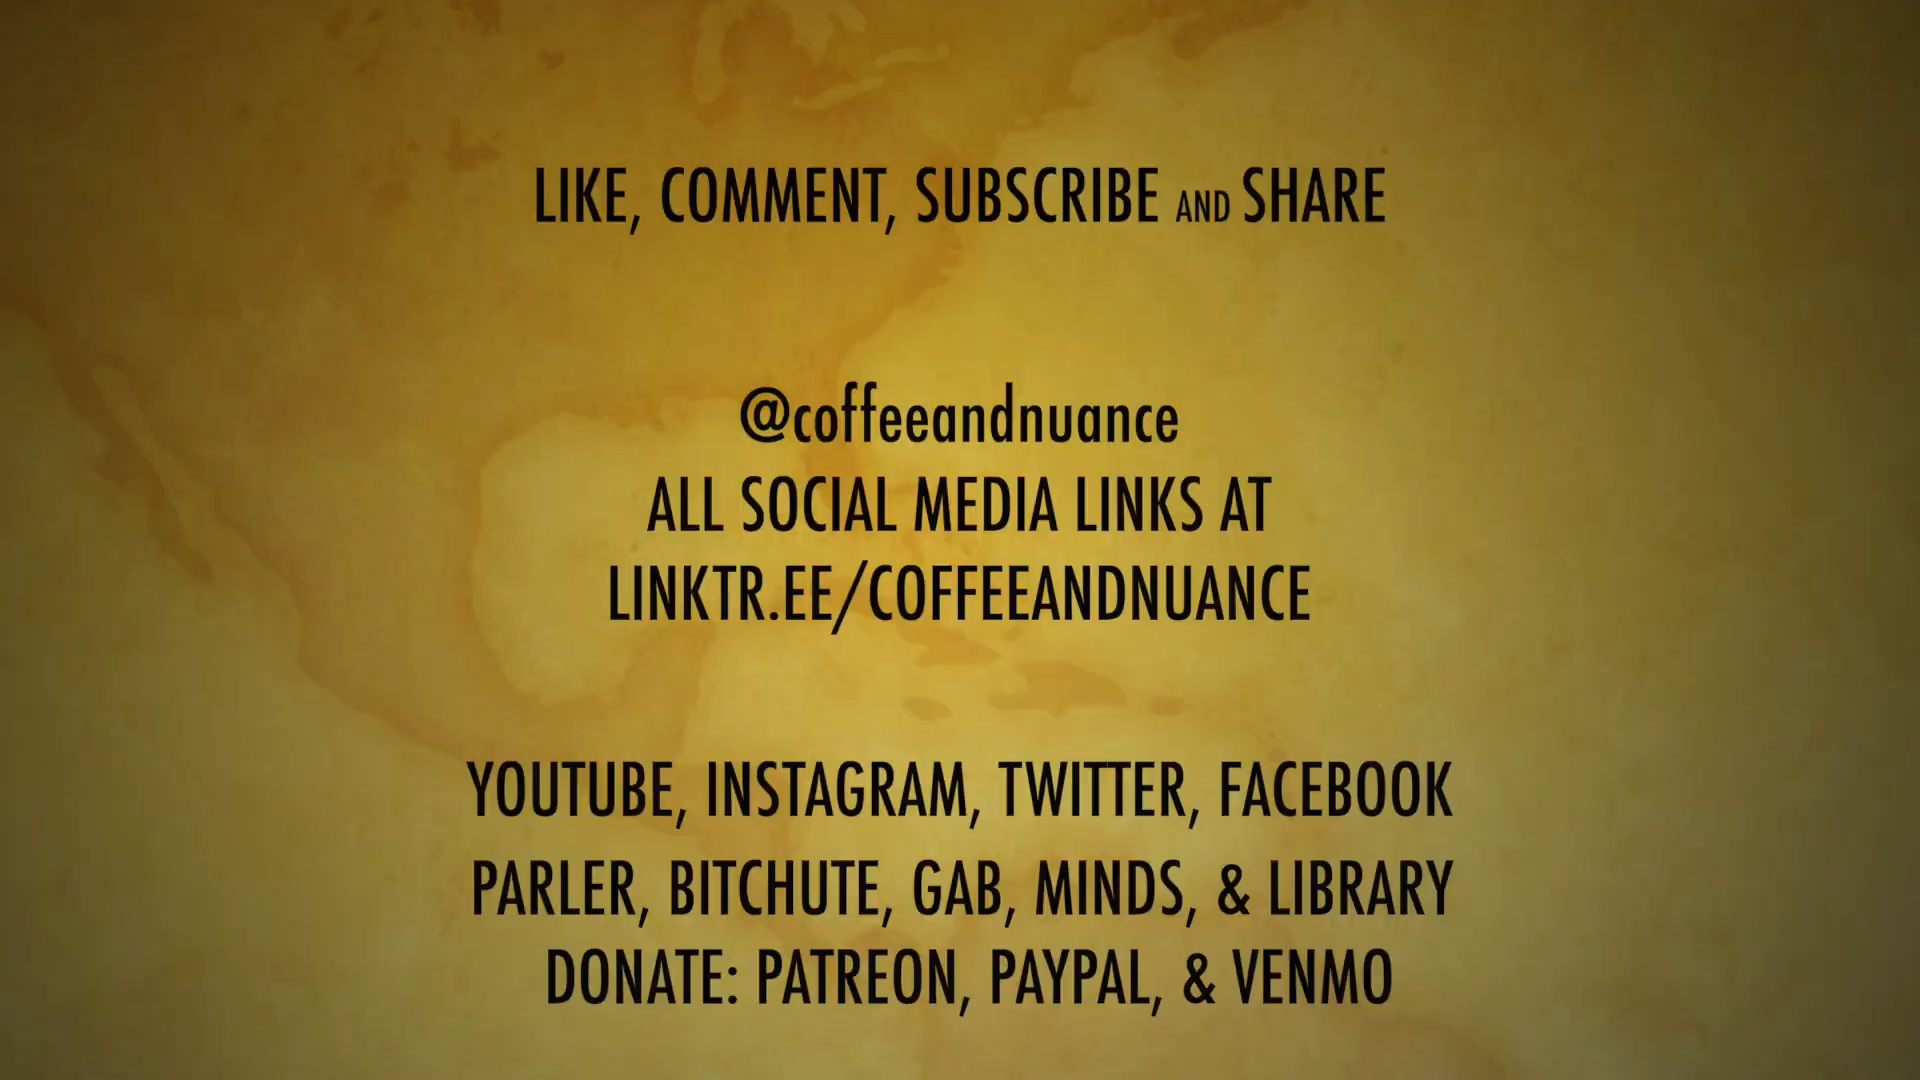 LIKE, COMMENT, SUBSCRIBE AND SHARE
@coffeeandnuance
ALL SOCIAL MEDIA LINKS AT
LINKTR.EE/COFFEEANDNUANCE
YOUTUBE, INSTAGRAM, TWITTER, FACEBOOK
PARLER, BITCHUTE, GAB, MINDS, & LIBRARY
DONATE: PATREON, PAYPAL, & VENMO